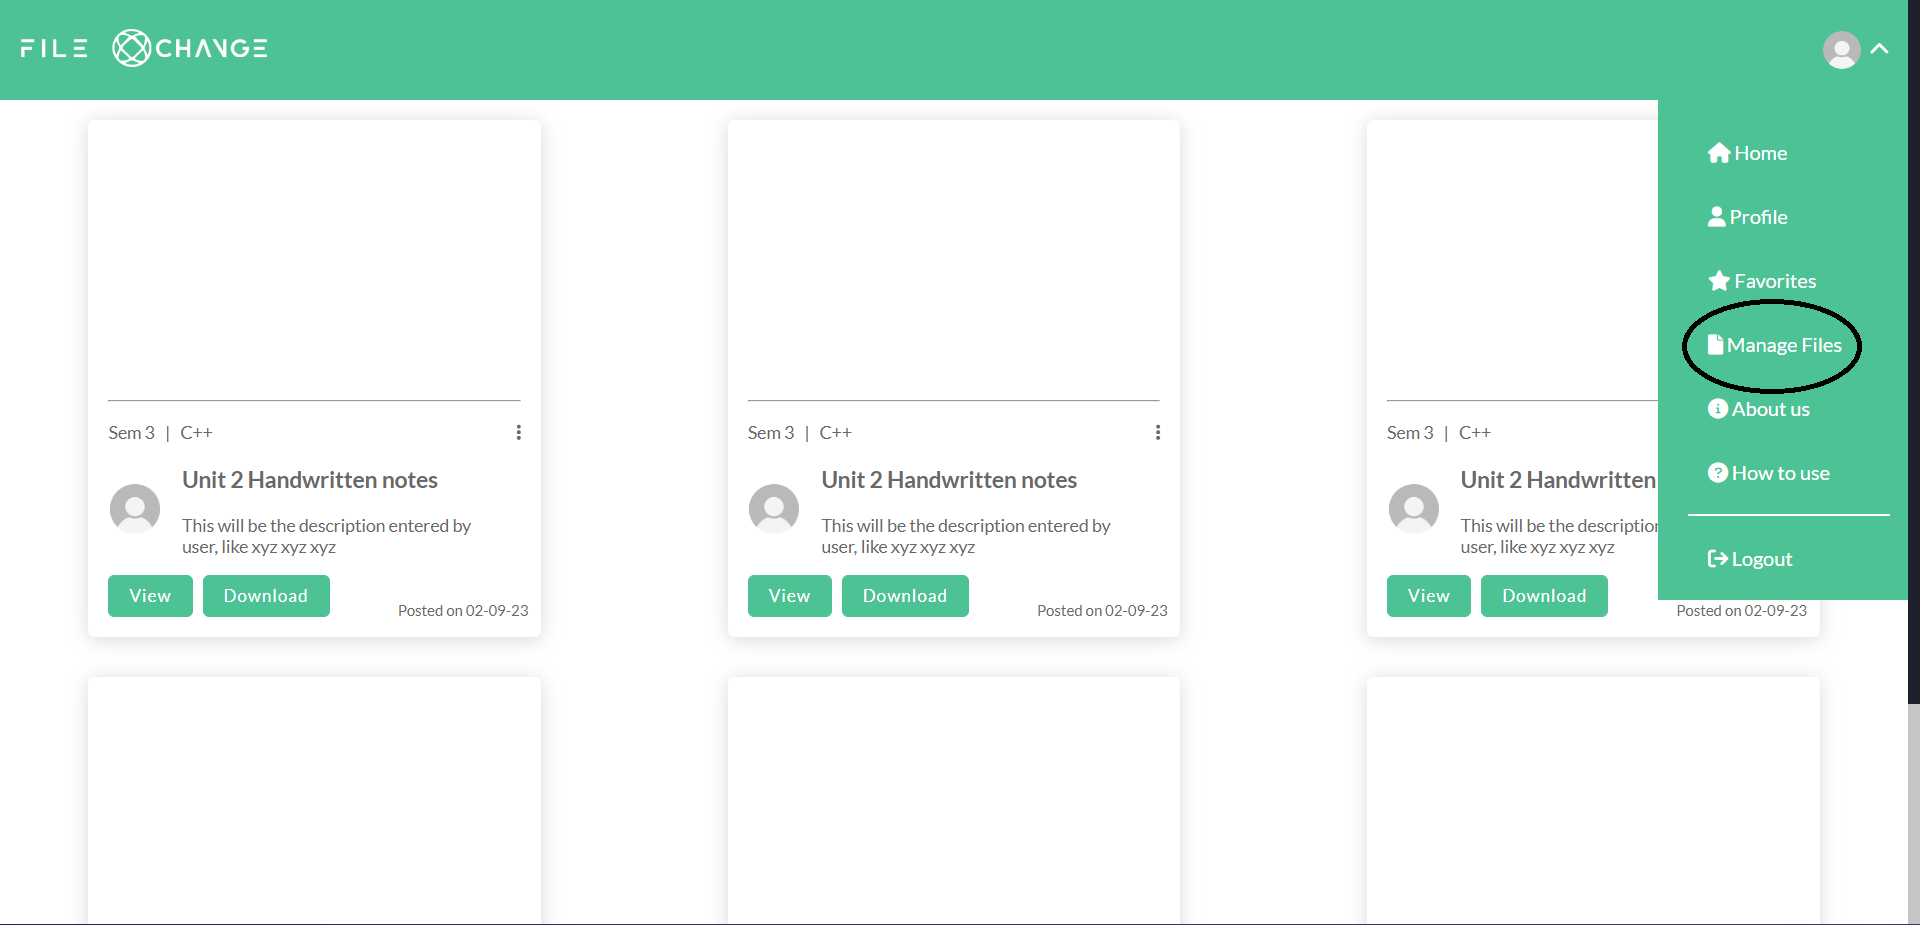 FILE XCHANGE
Home
Profile
Favorites
Manage Files
About us
How to use
Logout
Sem 3 | C++
Unit 2 Handwritten notes
This will be the description entered by
user, like xyz xyz xyz
View Download
Posted on 02-09-23
Sem 3 | C++
Unit 2 Handwritten notes
This will be the description entered by
user, like xyz xyz xyz
View Download
Posted on 02-09-23
Sem 3 | C++
Unit 2 Handwritten
This will be the description
user, like xyz xyz xyz
View Download
Posted on 02-09-23